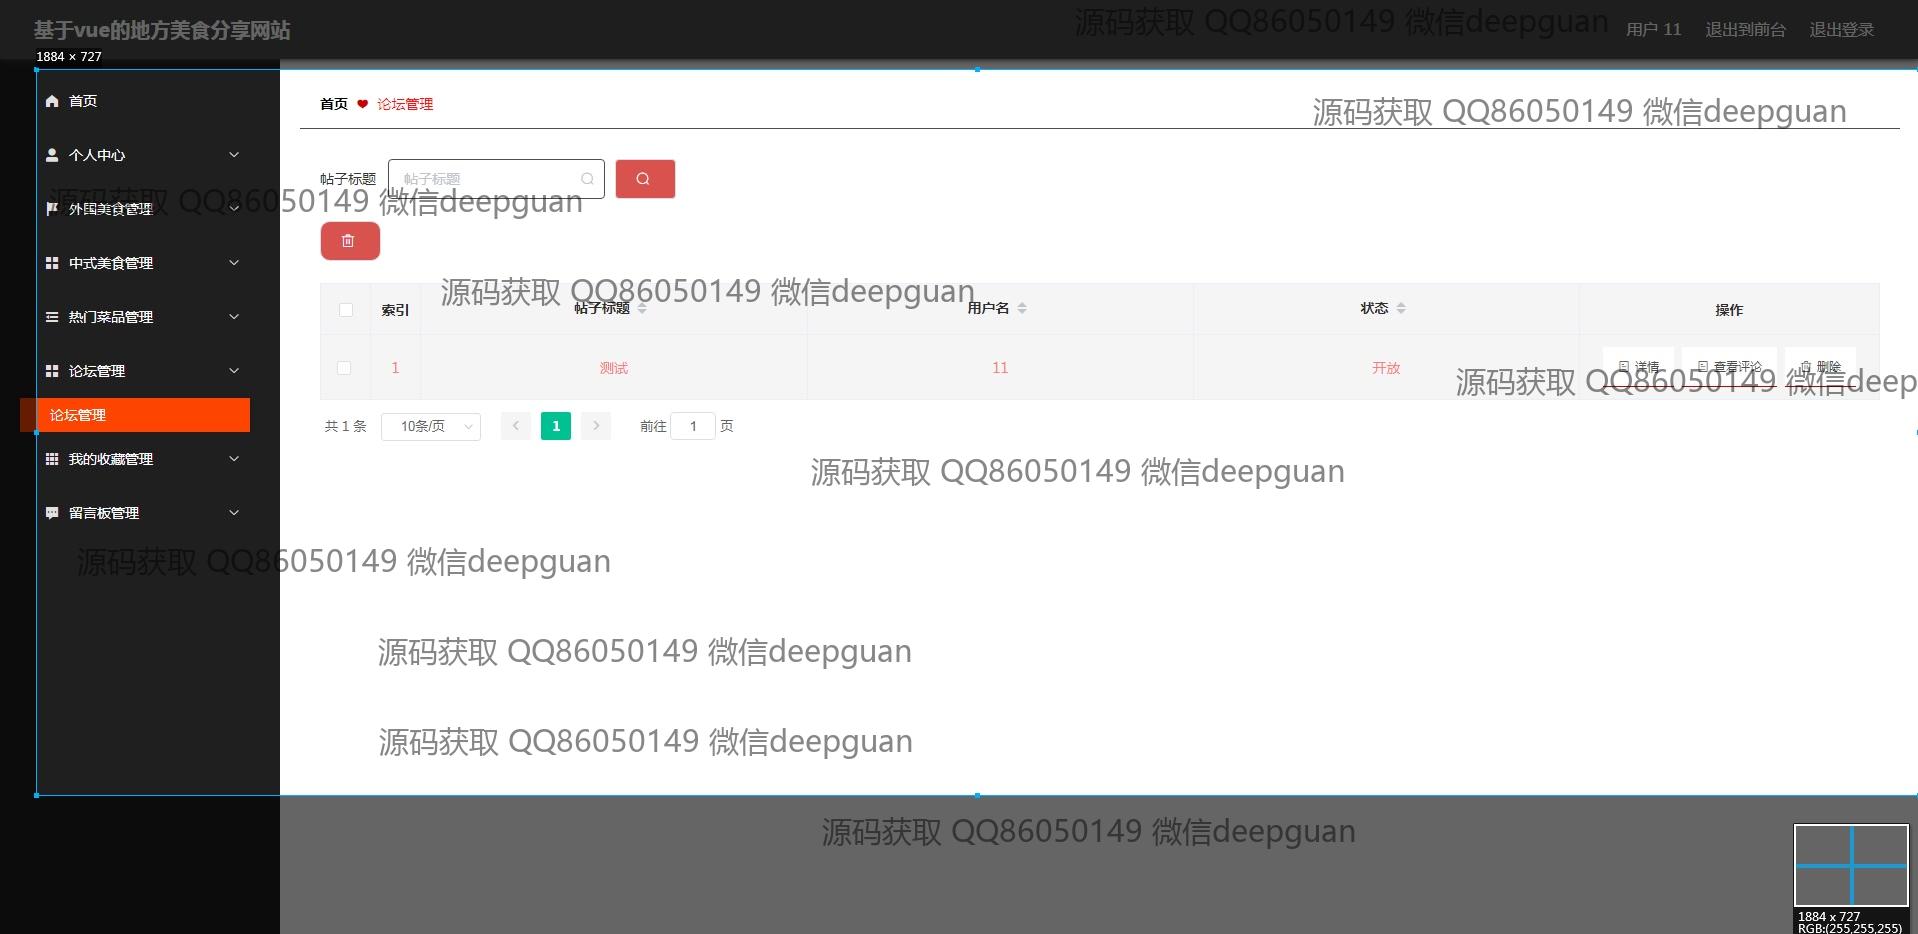 基于vue的地方美食分享网站
源码获取 QQ86050149 微信deepguan
用户 11 退出到前台 退出登录
1884 × 727
首页
首页 论坛管理
源码获取 QQ86050149 微信deepguan
个人中心
帖子标题 帖子标题
源码获取 QQ86050149 微信deepguan
外国美食管理
中式美食管理
源码获取 QQ86050149 微信deepguan
索引 帖子标题 用户名 状态 操作
热门菜品管理
1 测试 11 开放 详情 查看评论 删除
论坛管理
源码获取 QQ86050149 微信deep
论坛管理
共 1 条 10条/页 1 前往 1 页
我的收藏管理
源码获取 QQ86050149 微信deepguan
留言板管理
源码获取 QQ86050149 微信deepguan
源码获取 QQ86050149 微信deepguan
源码获取 QQ86050149 微信deepguan
源码获取 QQ86050149 微信deepguan
1884 x 727
RGB:(255,255,255)